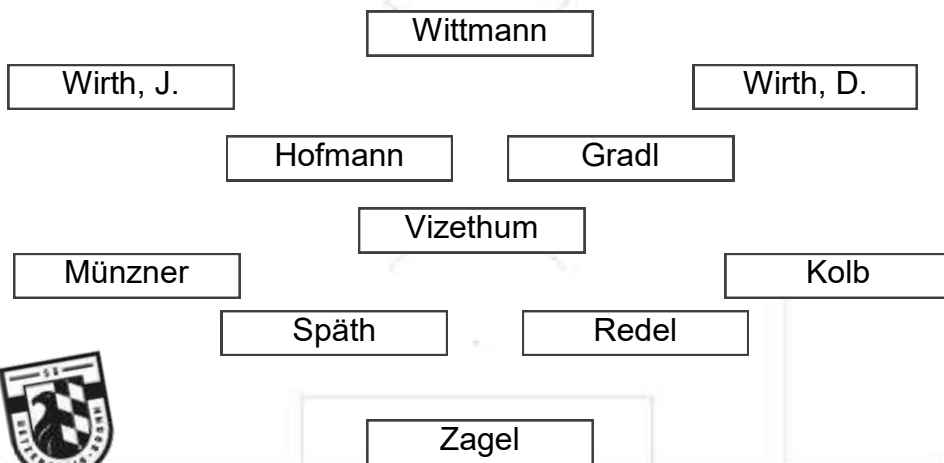 Wittmann
Wirth, J.
Wirth, D.
Hofmann
Gradl
Vizethum
Münzner
Kolb
Späth
Redel
Zagel